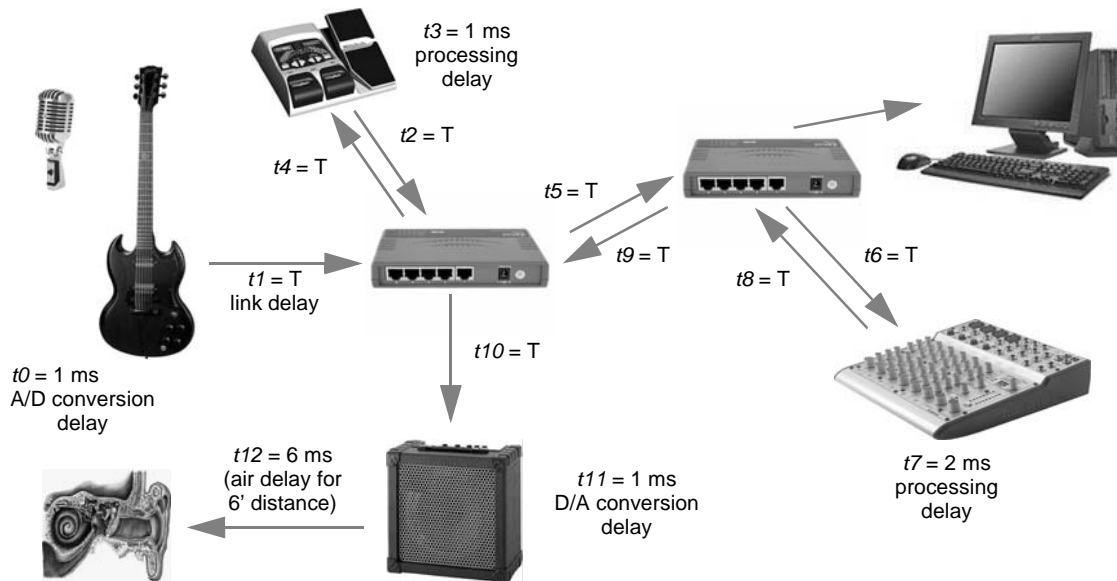 t3 = 1 ms
processing
delay
t2 = T
t4 = T
t5 = T
t9 = T
t6 = T
t8 = T
t1 = T
link delay
t10 = T
t0 = 1 ms
A/D conversion
delay
t12 = 6 ms
(air delay for
6' distance)
t11 = 1 ms
D/A conversion
delay
t7 = 2 ms
processing
delay